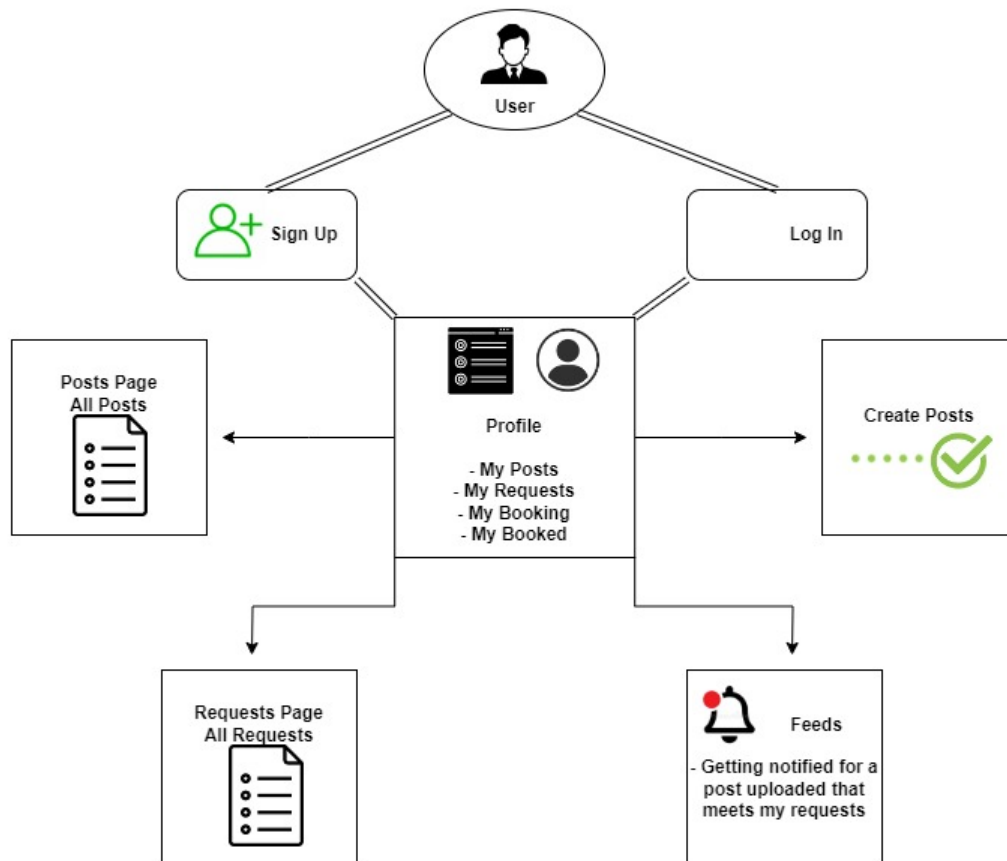 User
Sign Up
Log In
Posts Page
All Posts
Profile
- My Posts
- My Requests
- My Booking
- My Booked
Create Posts
Requests Page
All Requests
Feeds
- Getting notified for a
post uploaded that
meets my requests